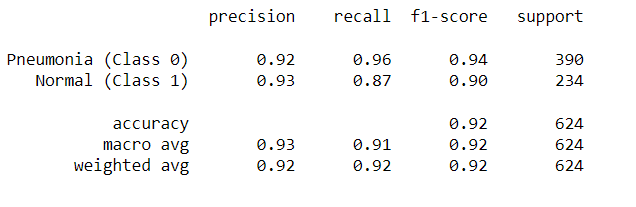 precision recall f1-score support
Pneumonia (Class 0) 0.92 0.96 0.94 390
Normal (Class 1) 0.93 0.87 0.90 234
accuracy 0.92 624
macro avg 0.93 0.91 0.92 624
weighted avg 0.92 0.92 0.92 624